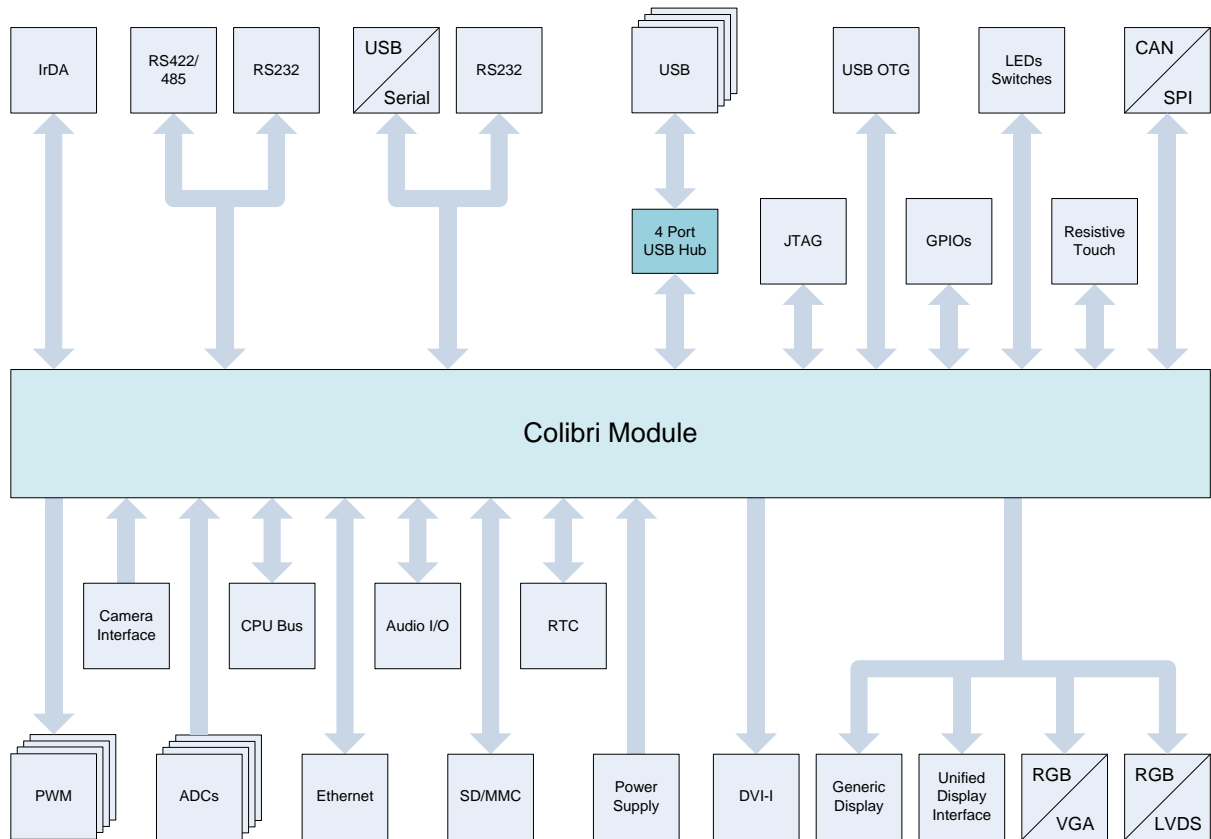 IrDA
RS422/
485
RS232
USB
Serial
RS232
USB
USB OTG
LEDs
Switches
CAN
SPI
4 Port
USB Hub
JTAG
GPIOs
Resistive
Touch
Colibri Module
Camera
Interface
CPU Bus
Audio I/O
RTC
PWM
ADCs
Ethernet
SD/MMC
Power
Supply
DVI-I
Generic
Display
Unified
Display
Interface
RGB
VGA
RGB
LVDS